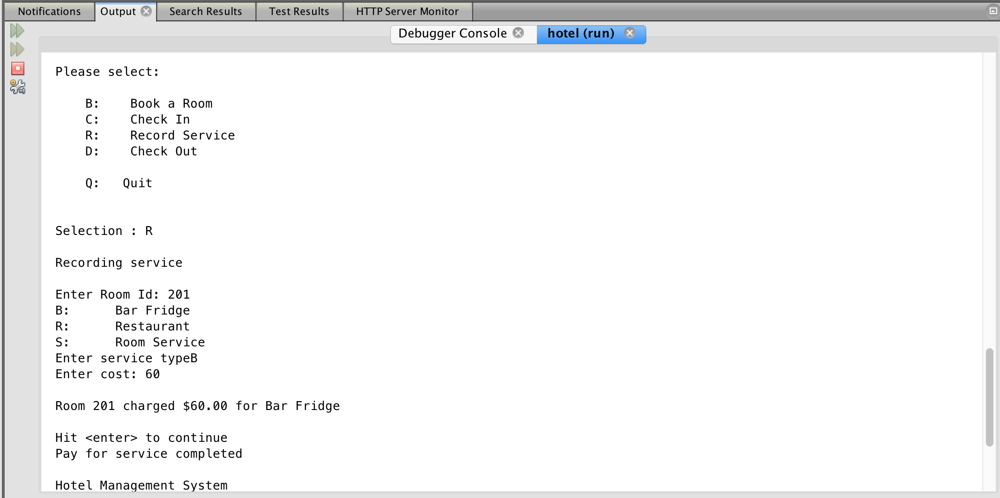 Notifications Output Search Results Test Results HTTP Server Monitor
Debugger Console hotel (run)
Please select:
B: Book a Room
C: Check In
R: Record Service
D: Check Out
Q: Quit
Selection : R
Recording service
Enter Room Id: 201
B: Bar Fridge
R: Restaurant
S: Room Service
Enter service typeB
Enter cost: 60
Room 201 charged $60.00 for Bar Fridge
Hit <enter> to continue
Pay for service completed
Hotel Management System